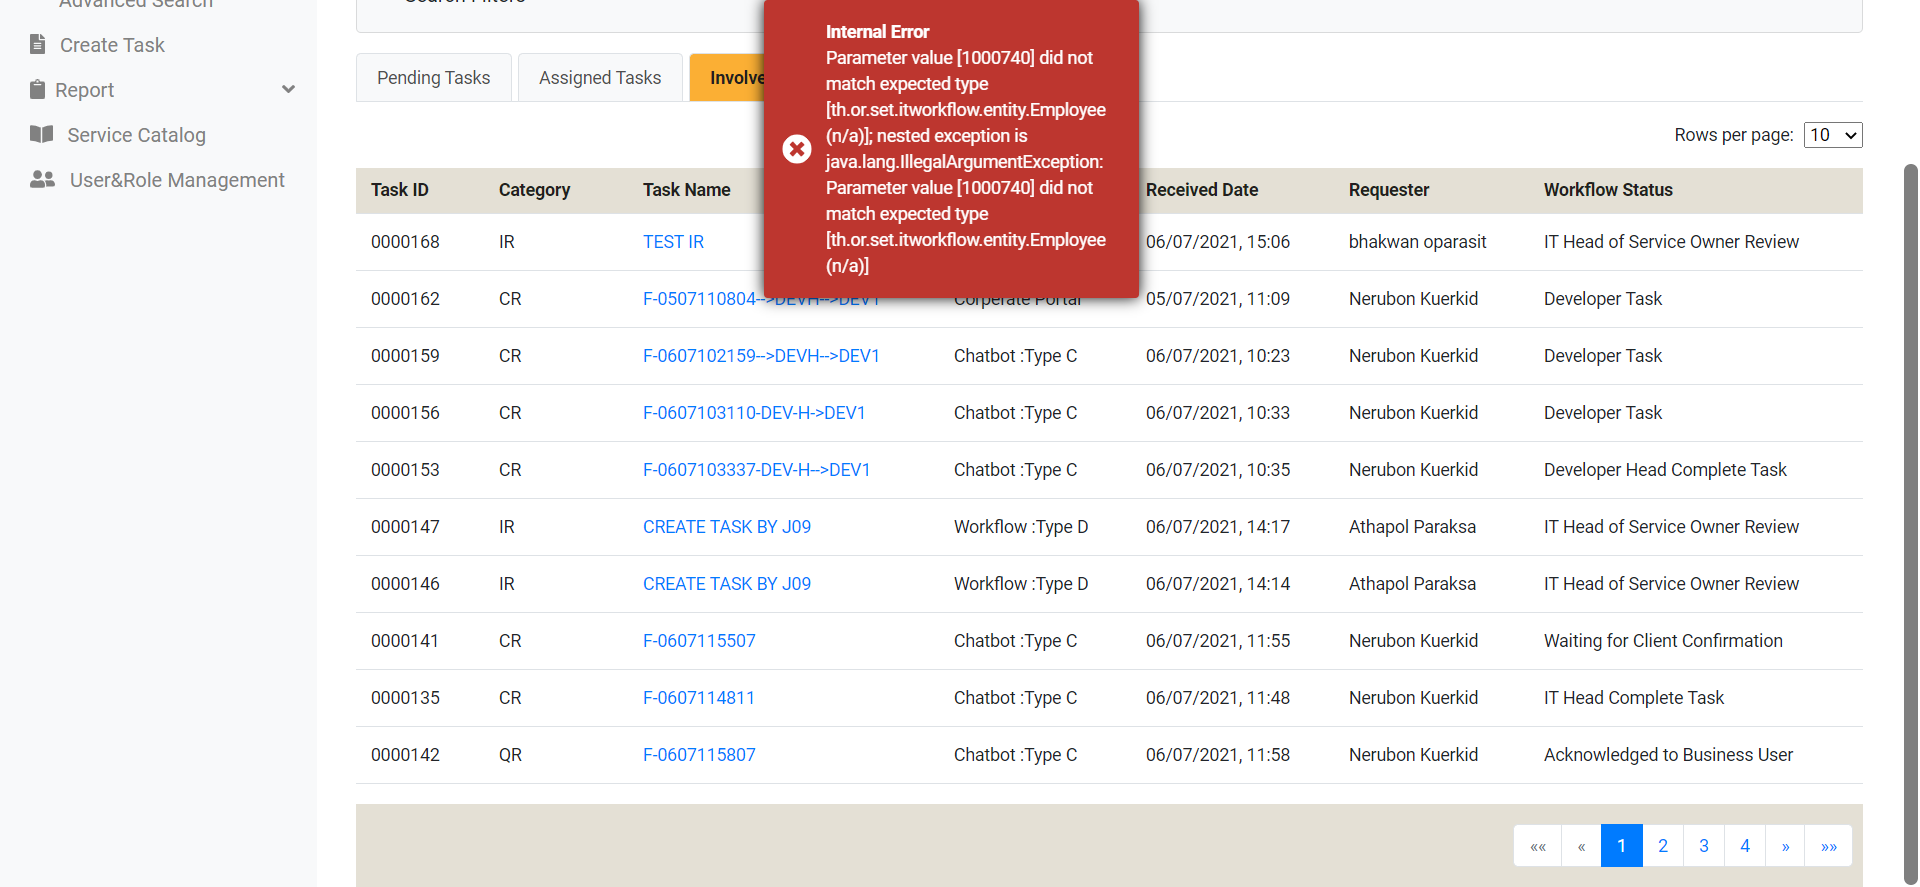 Advanced Search
Create Task
Report
Service Catalog
User&Role Management
Search Filters
Pending Tasks
Assigned Tasks
Involve
Internal Error
Parameter value [1000740] did not
match expected type
[th.or.set.itworkflow.entity.Employee
(n/a)]; nested exception is
java.lang.IllegalArgumentException:
Parameter value [1000740] did not
match expected type
[th.or.set.itworkflow.entity.Employee
(n/a)]
Rows per page: 10
Task ID Category Task Name Received Date Requester Workflow Status
0000168 IR TEST IR 06/07/2021, 15:06 bhakwan oparasit IT Head of Service Owner Review
0000162 CR F-0507110804-->DEVH-->DEV1 Corperate Portal 05/07/2021, 11:09 Nerubon Kuerkid Developer Task
0000159 CR F-0607102159-->DEVH-->DEV1 Chatbot :Type C 06/07/2021, 10:23 Nerubon Kuerkid Developer Task
0000156 CR F-0607103110-DEV-H->DEV1 Chatbot :Type C 06/07/2021, 10:33 Nerubon Kuerkid Developer Task
0000153 CR F-0607103337-DEV-H-->DEV1 Chatbot :Type C 06/07/2021, 10:35 Nerubon Kuerkid Developer Head Complete Task
0000147 IR CREATE TASK BY J09 Workflow :Type D 06/07/2021, 14:17 Athapol Paraksa IT Head of Service Owner Review
0000146 IR CREATE TASK BY J09 Workflow :Type D 06/07/2021, 14:14 Athapol Paraksa IT Head of Service Owner Review
0000141 CR F-0607115507 Chatbot :Type C 06/07/2021, 11:55 Nerubon Kuerkid Waiting for Client Confirmation
0000135 CR F-0607114811 Chatbot :Type C 06/07/2021, 11:48 Nerubon Kuerkid IT Head Complete Task
0000142 QR F-0607115807 Chatbot :Type C 06/07/2021, 11:58 Nerubon Kuerkid Acknowledged to Business User
«« « 1 2 3 4 » »»